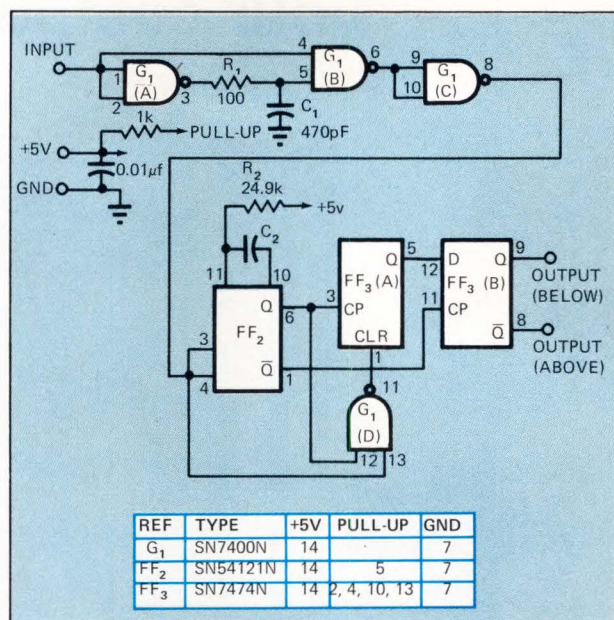 INPUT
1
2
G1
(A)
3
R1
100
4
5
G1
(B)
6
C1
470pF
9
10
G1
(C)
8
1k
PULL-UP
+5V
0.01µf
GND
R2
24.9k
+5v
C2
11
10
Q
6
FF2
3
4
Q̅
1
Q
5
FF3 (A)
3
CP
CLR
1
11
G1
(D)
12
13
12
D
Q
9
FF3 (B)
11
CP
Q̅
8
OUTPUT
(BELOW)
OUTPUT
(ABOVE)
REF TYPE +5V PULL-UP GND
G1 SN7400N 14 · 7
FF2 SN54121N 14 5 7
FF3 SN7474N 14 2, 4, 10, 13 7